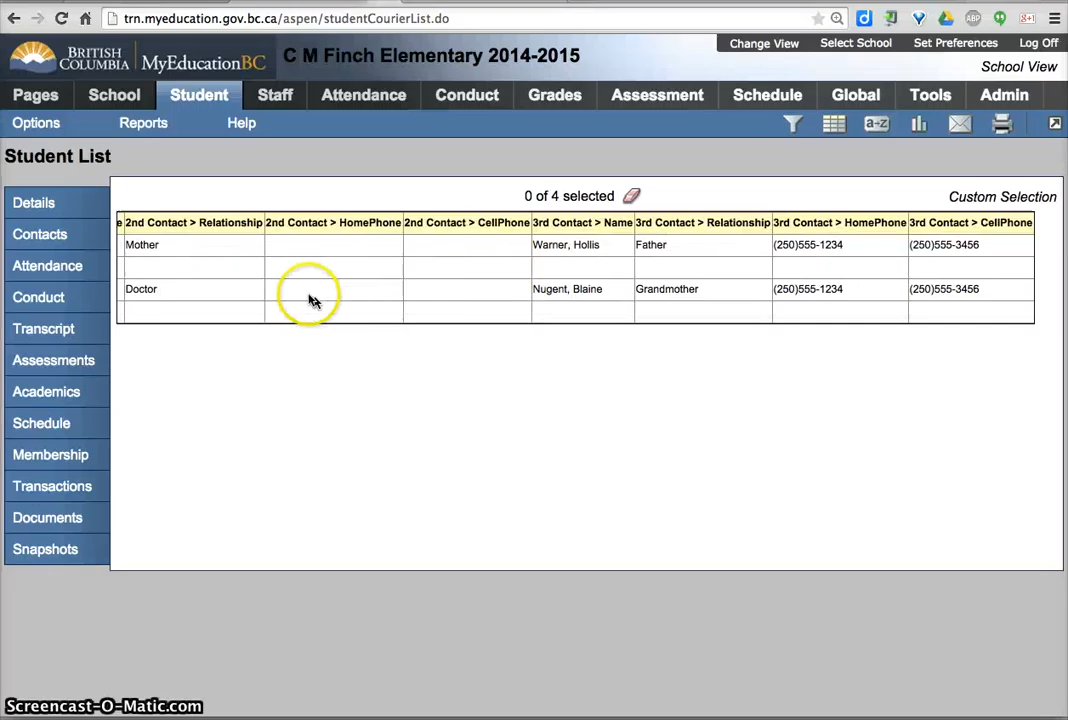 trn.myeducation.gov.bc.ca/aspen/studentCourierList.do
BRITISH COLUMBIA MyEducationBC
C M Finch Elementary 2014-2015
Change View Select School Set Preferences Log Off
School View
Pages School Student Staff Attendance Conduct Grades Assessment Schedule Global Tools Admin
Options Reports Help a-z
Student List
0 of 4 selected Custom Selection
Details
Contacts
Attendance
Conduct
Transcript
Assessments
Academics
Schedule
Membership
Transactions
Documents
Snapshots
e 2nd Contact > Relationship 2nd Contact > HomePhone 2nd Contact > CellPhone 3rd Contact > Name 3rd Contact > Relationship 3rd Contact > HomePhone 3rd Contact > CellPhone
Mother Warner, Hollis Father (250)555-1234 (250)555-3456
Doctor Nugent, Blaine Grandmother (250)555-1234 (250)555-3456
Screencast-O-Matic.com